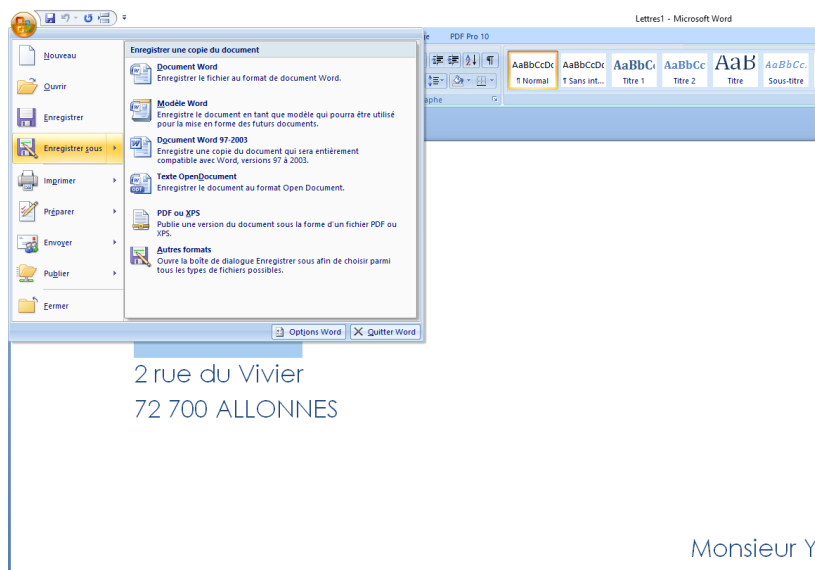 Lettres1 - Microsoft Word
PDF Pro 10
Nouveau
Ouvrir
Enregistrer
Enregistrer sous
Imprimer
Préparer
Envoyer
Publier
Fermer
Enregistrer une copie du document
Document Word
Enregistrer le fichier au format de document Word.
Modèle Word
Enregistre le document en tant que modèle qui pourra être utilisé
pour la mise en forme des futurs documents.
Document Word 97-2003
Enregistre une copie du document qui sera entièrement
compatible avec Word, versions 97 à 2003.
Texte OpenDocument
Enregistrer le document au format Open Document.
PDF ou XPS
Publie une version du document sous la forme d'un fichier PDF ou
XPS.
Autres formats
Ouvre la boîte de dialogue Enregistrer sous afin de choisir parmi
tous les types de fichiers possibles.
Options Word
Quitter Word
AaBbCcDc AaBbCcDc AaBbC AaBbCc AaB AaBbCc.
¶ Normal ¶ Sans int... Titre 1 Titre 2 Titre Sous-titre
2 rue du Vivier
72 700 ALLONNES
Monsieur Y